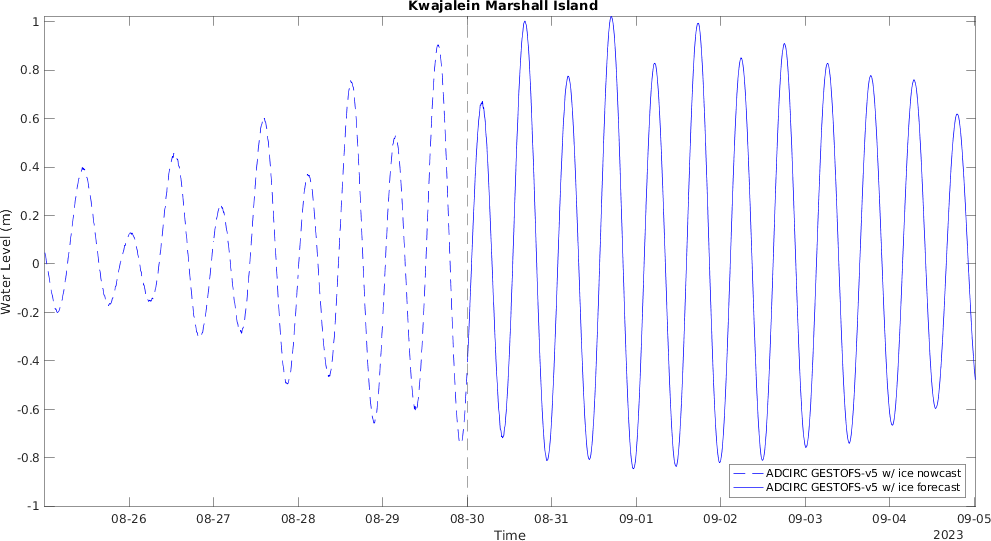 Kwajalein Marshall Island
1
0.8
0.6
0.4
0.2
0
-0.2
-0.4
-0.6
-0.8
-1
Water Level (m)
ADCIRC GESTOFS-v5 w/ ice nowcast
ADCIRC GESTOFS-v5 w/ ice forecast
08-26 08-27 08-28 08-29 08-30 08-31 09-01 09-02 09-03 09-04 09-05
Time
2023